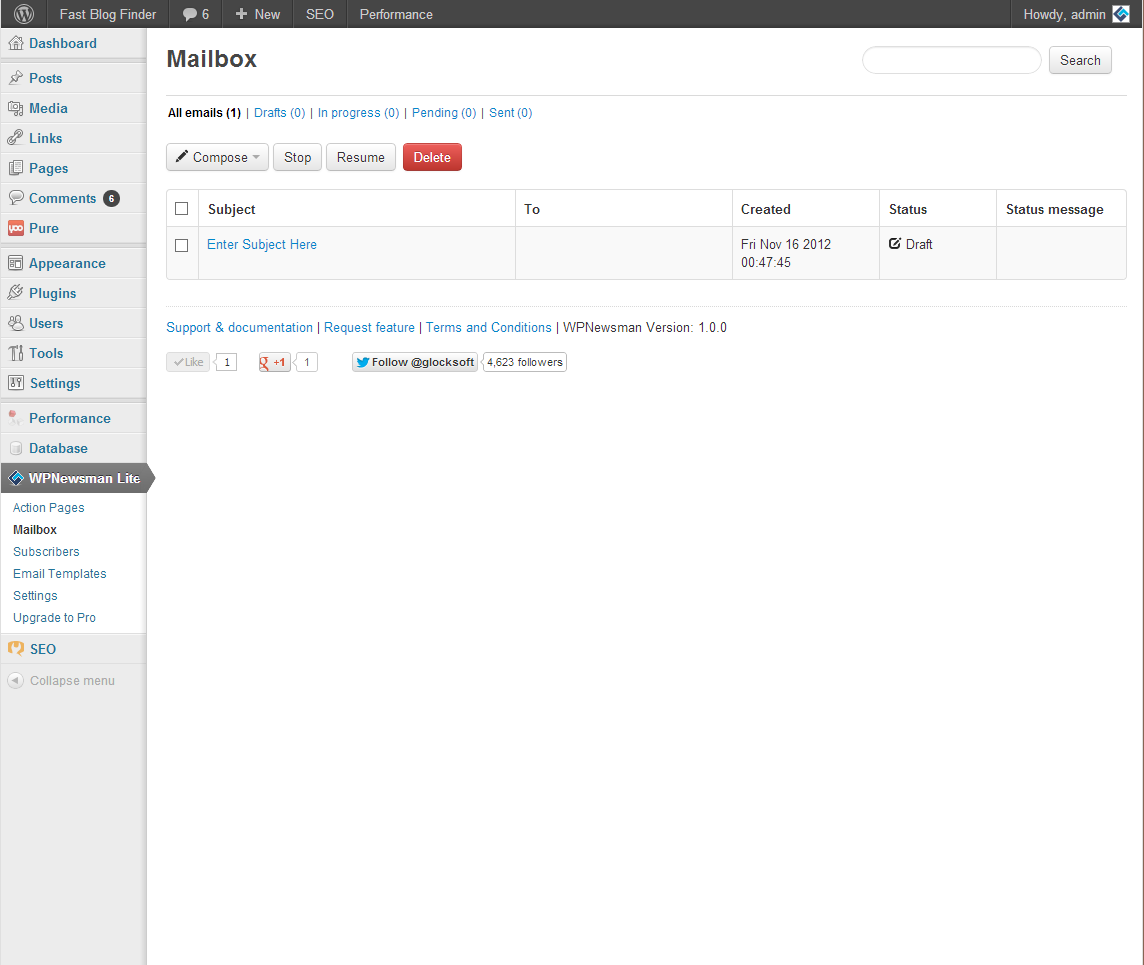 Fast Blog Finder 6 + New SEO Performance Howdy, admin
Dashboard
Posts
Media
Links
Pages
Comments 6
Pure
Appearance
Plugins
Users
Tools
Settings
Performance
Database
WPNewsman Lite
Action Pages
Mailbox
Subscribers
Email Templates
Settings
Upgrade to Pro
SEO
Collapse menu
Mailbox
Search
All emails (1) | Drafts (0) | In progress (0) | Pending (0) | Sent (0)
Compose Stop Resume Delete
Subject To Created Status Status message
Enter Subject Here Fri Nov 16 2012 Draft
00:47:45
Support & documentation | Request feature | Terms and Conditions | WPNewsman Version: 1.0.0
Like 1 g +1 1 Follow @glocksoft 4,623 followers